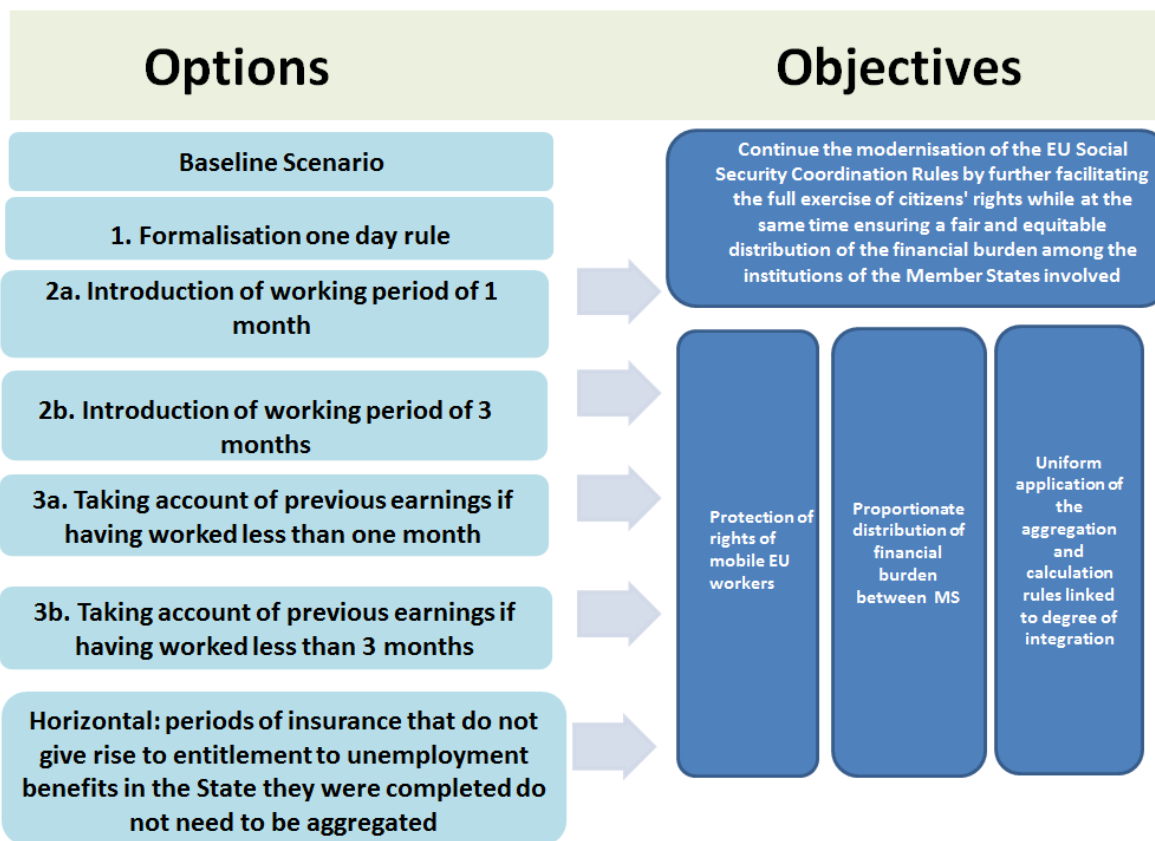 Options
Objectives
Baseline Scenario
1. Formalisation one day rule
2a. Introduction of working period of 1
month
2b. Introduction of working period of 3
months
3a. Taking account of previous earnings if
having worked less than one month
3b. Taking account of previous earnings if
having worked less than 3 months
Horizontal: periods of insurance that do not
give rise to entitlement to unemployment
benefits in the State they were completed do
not need to be aggregated
Continue the modernisation of the EU Social
Security Coordination Rules by further facilitating
the full exercise of citizens' rights while at the
same time ensuring a fair and equitable
distribution of the financial burden among the
institutions of the Member States involved
Protection of
rights of
mobile EU
workers
Proportionate
distribution of
financial
burden
between MS
Uniform
application of
the
aggregation
and
calculation
rules linked
to degree of
integration